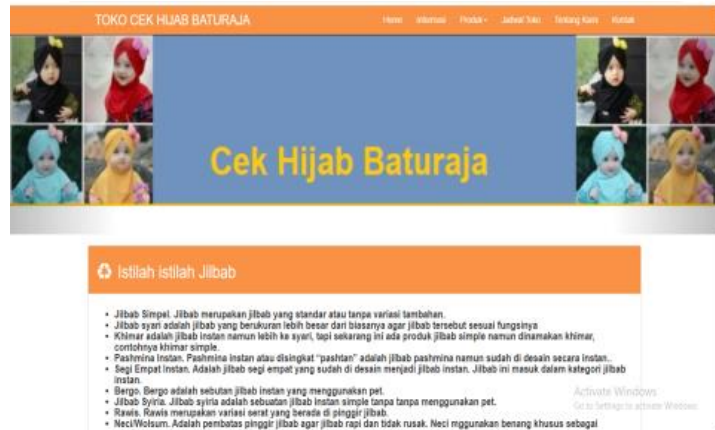 TOKO CEK HIJAB BATURAJA
Home Informasi Produk Jadwal Toko Tentang Kami Kontak
Cek Hijab Baturaja
Istilah istilah Jilbab
• Jilbab Simpel. Jilbab merupakan jilbab yang standar atau tanpa variasi tambahan.
• Jilbab syari adalah jilbab yang berukuran lebih besar dari biasanya agar jilbab tersebut sesuai fungsinya
• Khimar adalah jilbab instan namun lebih ke syari, tapi sekarang ini ada produk jilbab simple namun dinamakan khimar,
contohnya khimar simple.
• Pashmina Instan. Pashmina instan atau disingkat "pashtan" adalah jilbab pashmina namun sudah di desain secara instan..
• Segi Empat Instan. Adalah jilbab segi empat yang sudah di desain menjadi jilbab instan. Jilbab ini masuk dalam kategori jilbab
instan.
• Bergo. Bergo adalah sebutan jilbab instan yang menggunakan pet.
• Jilbab Syiria. Jilbab syiria adalah sebuatan jilbab instan simple tanpa tanpa menggunakan pet.
• Rawis. Rawis merupakan variasi serat yang berada di pinggir jilbab.
• Neci/Wolsum. Adalah pembatas pinggir jilbab agar jilbab rapi dan tidak rusak. Neci mggunakan benang khusus sebagai
Activate Windows
Go to Settings to activate Windows.